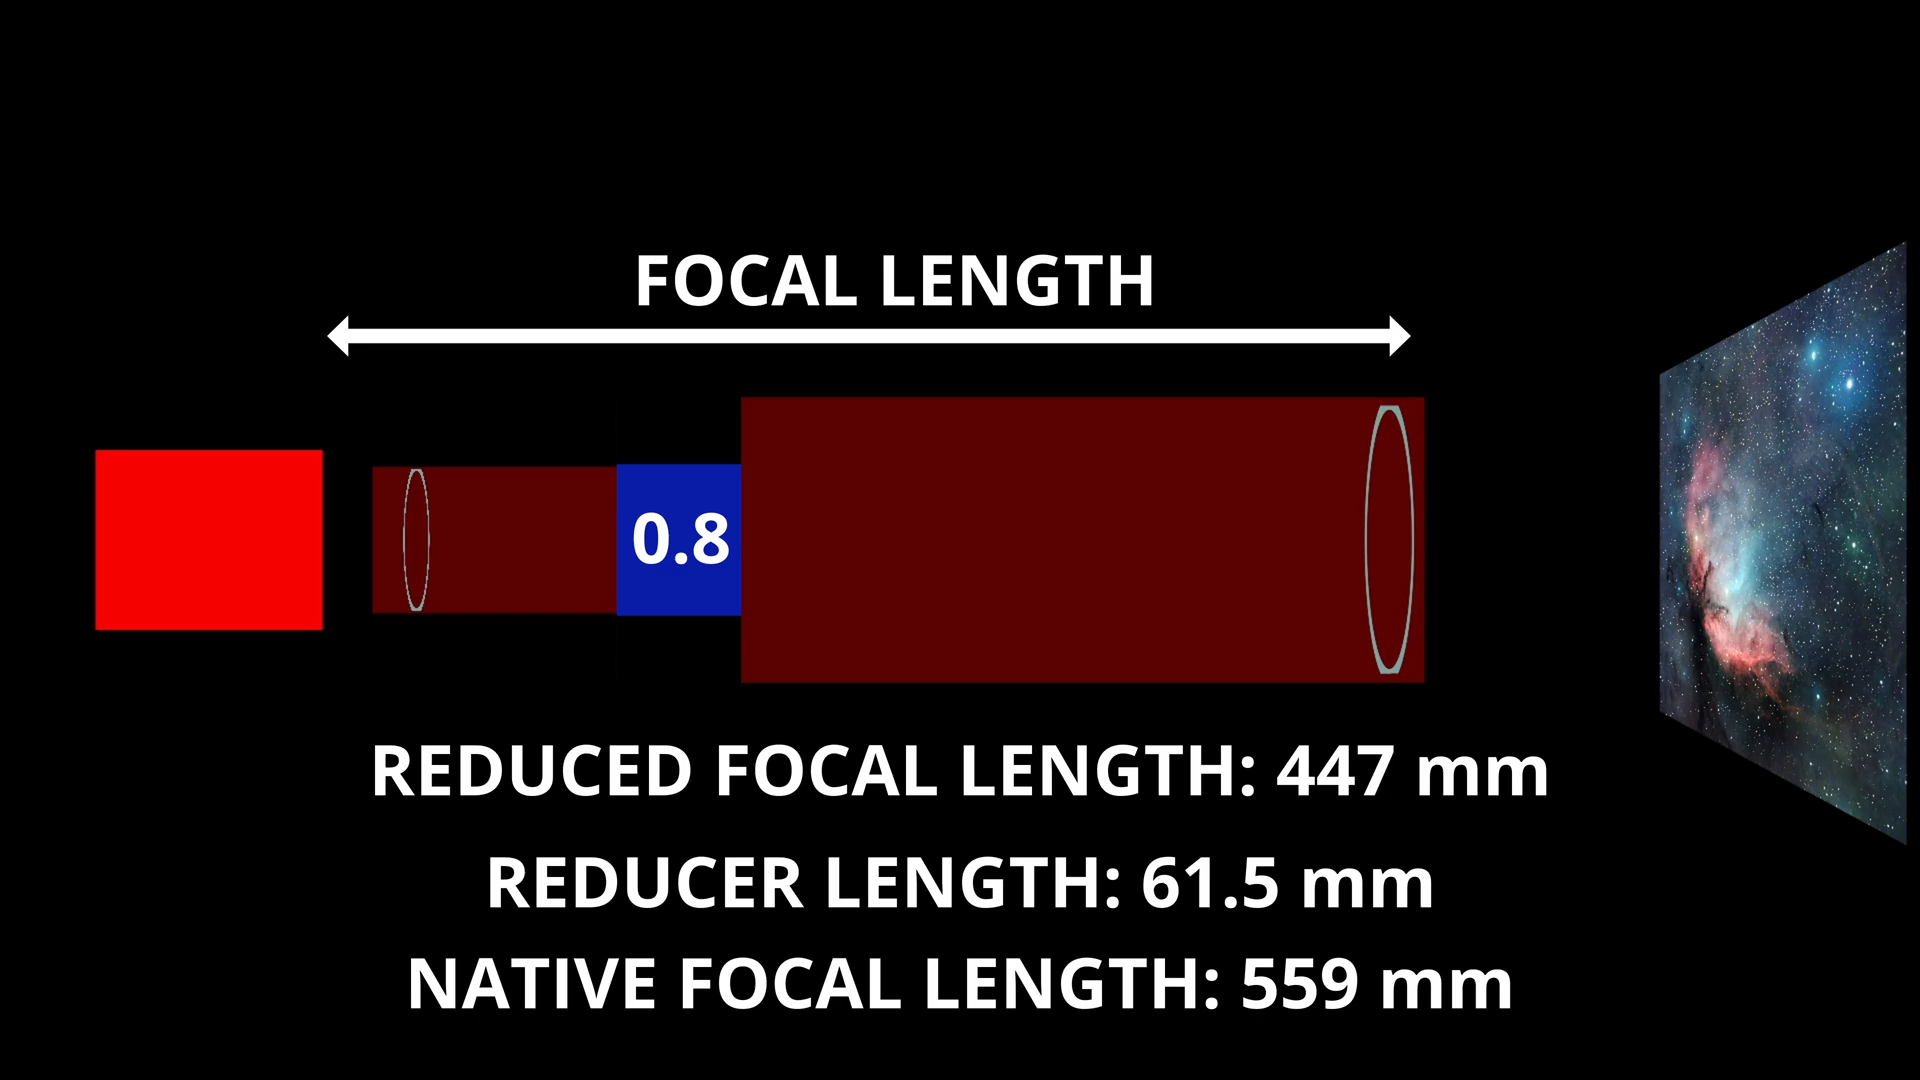 FOCAL LENGTH
0.8
REDUCED FOCAL LENGTH: 447 mm
REDUCER LENGTH: 61.5 mm
NATIVE FOCAL LENGTH: 559 mm